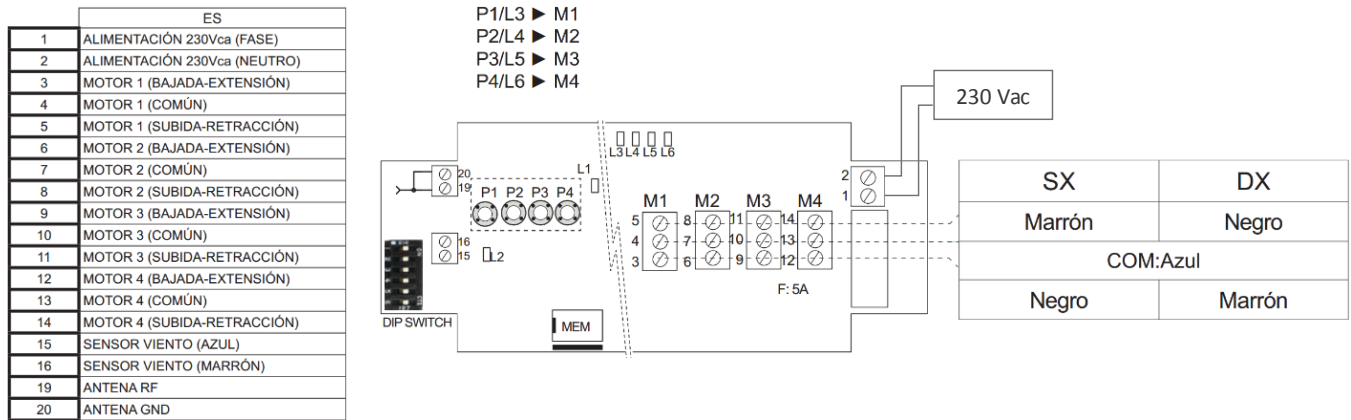 ES
1 ALIMENTACIÓN 230Vca (FASE)
2 ALIMENTACIÓN 230Vca (NEUTRO)
3 MOTOR 1 (BAJADA-EXTENSIÓN)
4 MOTOR 1 (COMÚN)
5 MOTOR 1 (SUBIDA-RETRACCIÓN)
6 MOTOR 2 (BAJADA-EXTENSIÓN)
7 MOTOR 2 (COMÚN)
8 MOTOR 2 (SUBIDA-RETRACCIÓN)
9 MOTOR 3 (BAJADA-EXTENSIÓN)
10 MOTOR 3 (COMÚN)
11 MOTOR 3 (SUBIDA-RETRACCIÓN)
12 MOTOR 4 (BAJADA-EXTENSIÓN)
13 MOTOR 4 (COMÚN)
14 MOTOR 4 (SUBIDA-RETRACCIÓN)
15 SENSOR VIENTO (AZUL)
16 SENSOR VIENTO (MARRÓN)
19 ANTENA RF
20 ANTENA GND
P1/L3 ► M1
P2/L4 ► M2
P3/L5 ► M3
P4/L6 ► M4
230 Vac
L3 L4 L5 L6
20
19
L1
P1 P2 P3 P4
16
15
L2
DIP SWITCH
MEM
2
1
M1 M2 M3 M4
5 8 11 14
4 7 10 13
3 6 9 12
F: 5A
SX DX
Marrón Negro
COM:Azul
Negro Marrón